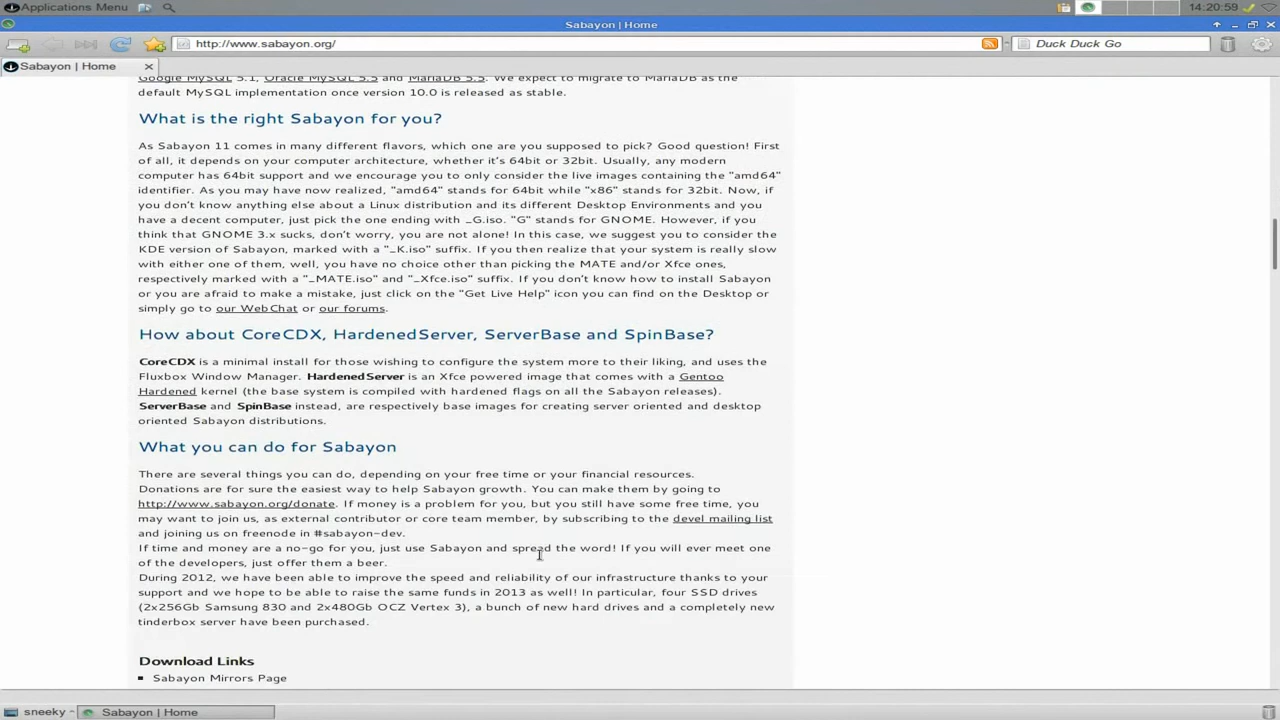 Applications Menu
14:20:59
Sabayon | Home
http://www.sabayon.org/
Duck Duck Go
Sabayon | Home
Google MySQL 5.1, Oracle MySQL 5.5 and MariaDB 5.5. We expect to migrate to MariaDB as the
default MySQL implementation once version 10.0 is released as stable.
What is the right Sabayon for you?
As Sabayon 11 comes in many different flavors, which one are you supposed to pick? Good question! First
of all, it depends on your computer architecture, whether it's 64bit or 32bit. Usually, any modern
computer has 64bit support and we encourage you to only consider the live images containing the "amd64"
identifier. As you may have now realized, "amd64" stands for 64bit while "x86" stands for 32bit. Now, if
you don't know anything else about a Linux distribution and its different Desktop Environments and you
have a decent computer, just pick the one ending with _G.iso. "G" stands for GNOME. However, if you
think that GNOME 3.x sucks, don't worry, you are not alone! In this case, we suggest you to consider the
KDE version of Sabayon, marked with a "_K.iso" suffix. If you then realize that your system is really slow
with either one of them, well, you have no choice other than picking the MATE and/or Xfce ones,
respectively marked with a "_MATE.iso" and "_Xfce.iso" suffix. If you don't know how to install Sabayon
or you are afraid to make a mistake, just click on the "Get Live Help" icon you can find on the Desktop or
simply go to our WebChat or our forums.
How about CoreCDX, HardenedServer, ServerBase and SpinBase?
CoreCDX is a minimal install for those wishing to configure the system more to their liking, and uses the
Fluxbox Window Manager. HardenedServer is an Xfce powered image that comes with a Gentoo
Hardened kernel (the base system is compiled with hardened flags on all the Sabayon releases).
ServerBase and SpinBase instead, are respectively base images for creating server oriented and desktop
oriented Sabayon distributions.
What you can do for Sabayon
There are several things you can do, depending on your free time or your financial resources.
Donations are for sure the easiest way to help Sabayon growth. You can make them by going to
http://www.sabayon.org/donate. If money is a problem for you, but you still have some free time, you
may want to join us, as external contributor or core team member, by subscribing to the devel mailing list
and joining us on freenode in #sabayon-dev.
If time and money are a no-go for you, just use Sabayon and spread the word! If you will ever meet one
of the developers, just offer them a beer.
During 2012, we have been able to improve the speed and reliability of our infrastructure thanks to your
support and we hope to be able to raise the same funds in 2013 as well! In particular, four SSD drives
(2x256Gb Samsung 830 and 2x480Gb OCZ Vertex 3), a bunch of new hard drives and a completely new
tinderbox server have been purchased.
Download Links
Sabayon Mirrors Page
sneeky
Sabayon | Home